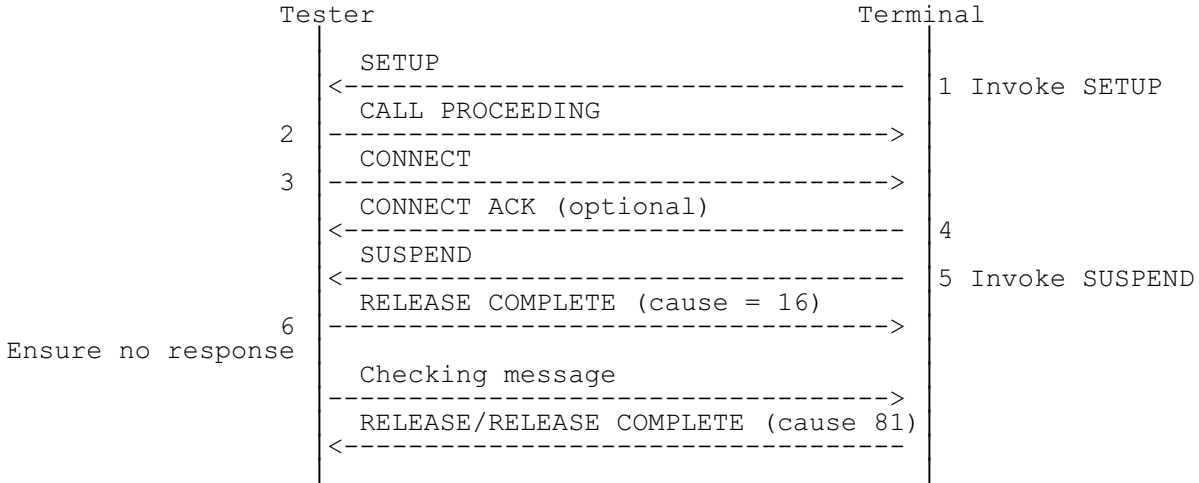 Tester Terminal
SETUP
1 Invoke SETUP
CALL PROCEEDING
2
CONNECT
3
CONNECT ACK (optional)
4
SUSPEND
5 Invoke SUSPEND
RELEASE COMPLETE (cause = 16)
6
Ensure no response
Checking message
RELEASE/RELEASE COMPLETE (cause 81)